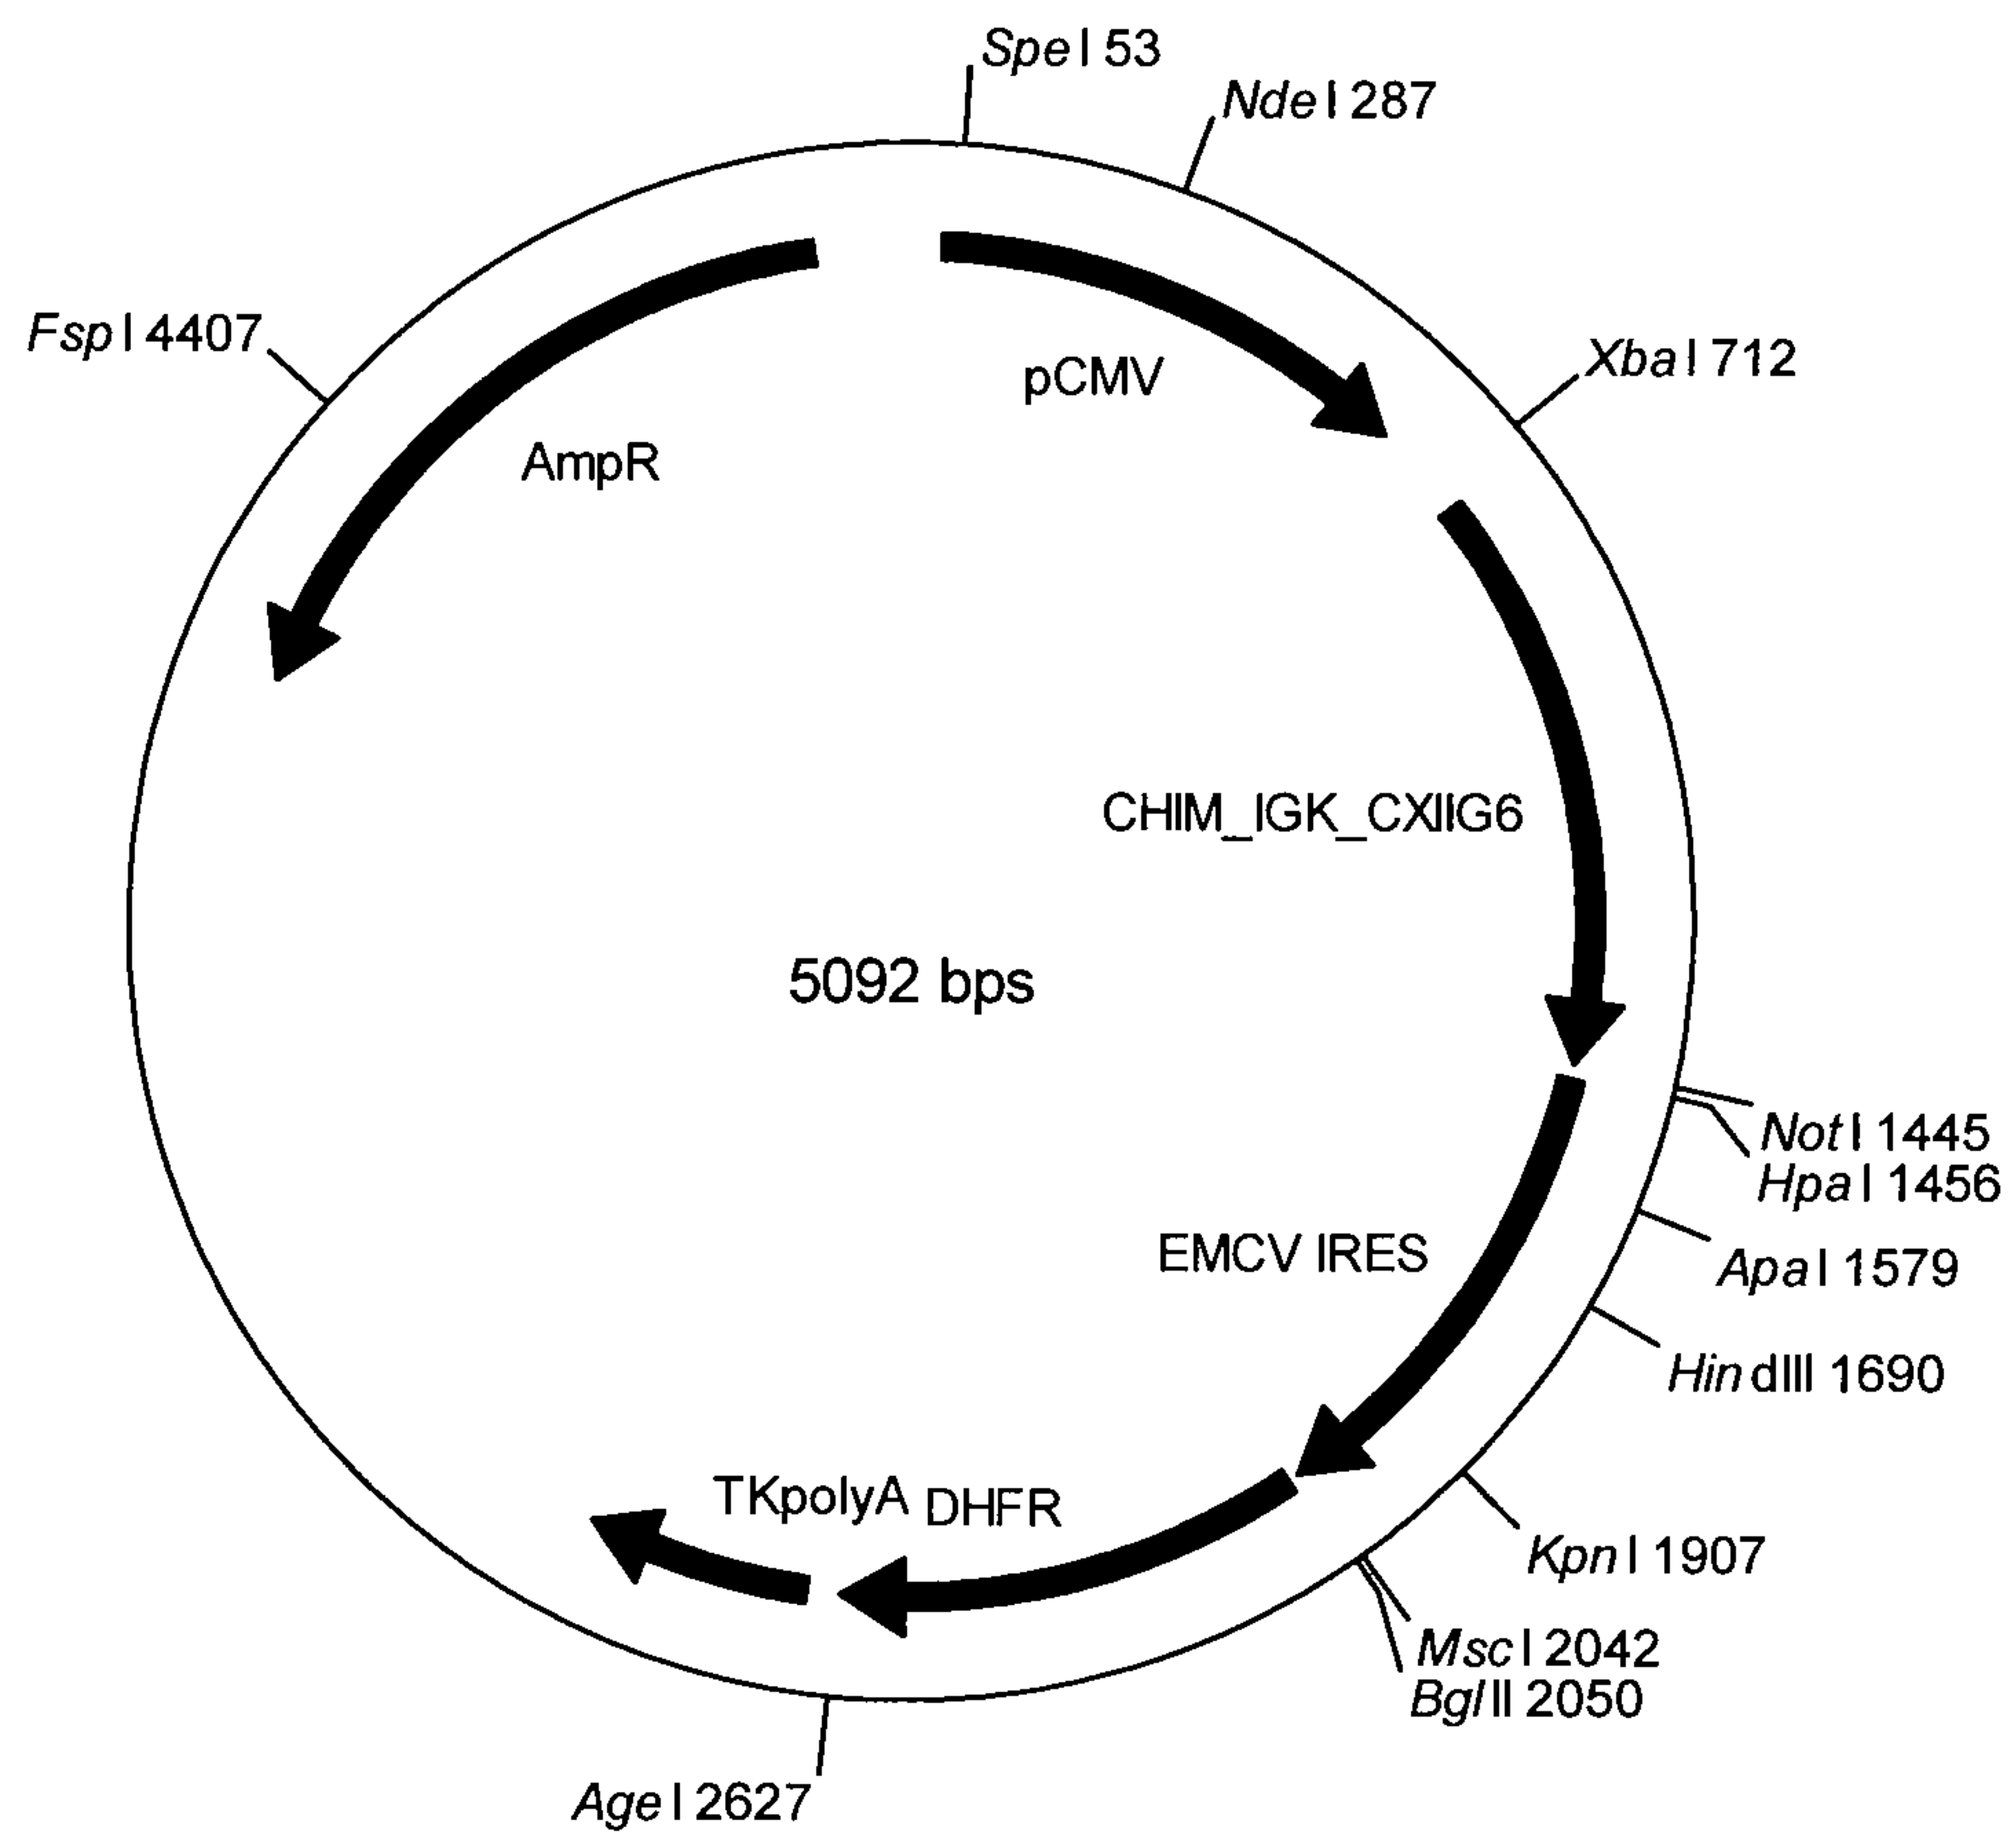 SpeI 53
NdeI 287
FspI 4407
XbaI 712
pCMV
AmpR
CHIM_IGK_CXIIG6
5092 bps
NotI 1445
HpaI 1456
EMCV IRES
ApaI 1579
HindIII 1690
TKpolyA
DHFR
KpnI 1907
MscI 2042
BglII 2050
AgeI 2627